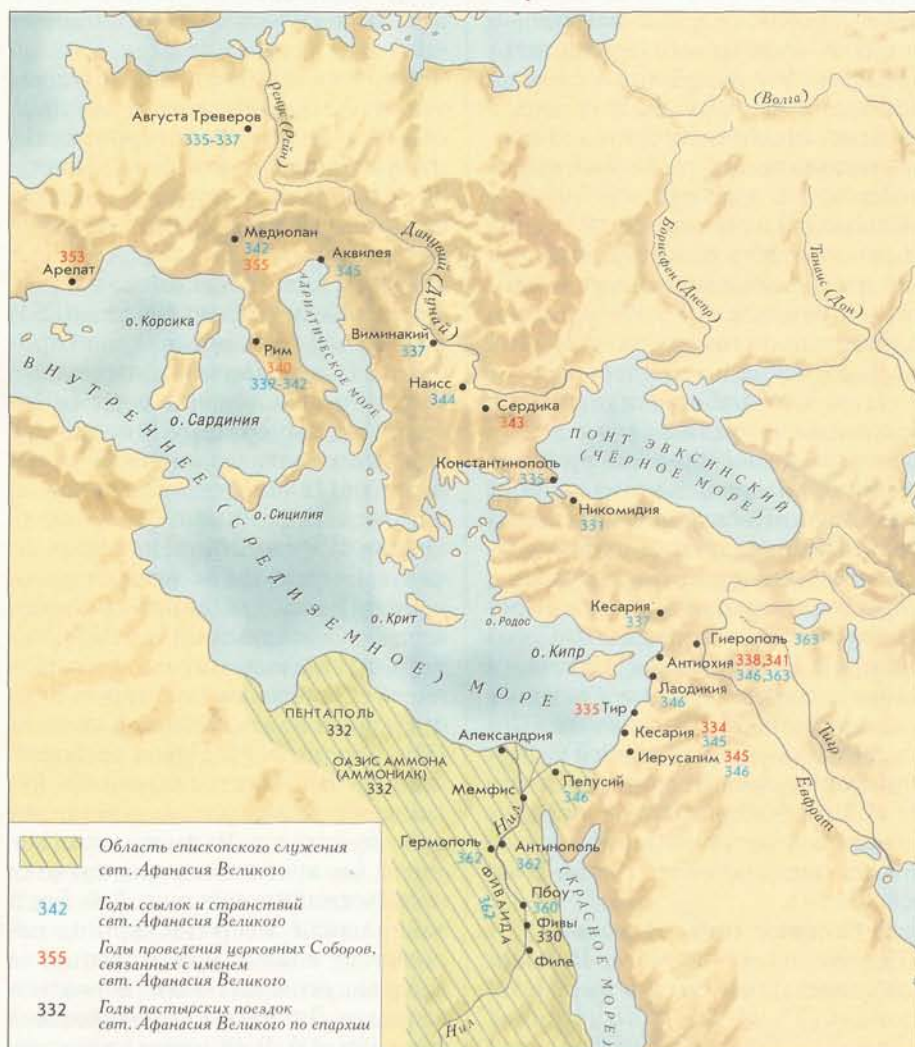 (Волга)
Августа Треверов
335-337
Ренус (Рейн)
Медиолан
342
355
Аквилея
345
353
Арелат
АДРИАТИЧЕСКОЕ МОРЕ
Данувий (Дунай)
Борисфен (Днепр)
Танаис (Дон)
о. Корсика
Рим
340
339-342
Виминакий
337
Наисс
344
Сердика
343
о. Сардиния
ПОНТ ЭВКСИНСКИЙ
(ЧЁРНОЕ МОРЕ)
Константинополь
335
Никомидия
331
ВНУТРЕННЕЕ (СРЕДИЗЕМНОЕ) МОРЕ
о. Сицилия
о. Крит
о. Родос
о. Кипр
Кесария
337
Гиерополь 363
Антиохия 338,341
346,363
Лаодикия
346
335 Тир
Кесария 334
345
Иерусалим 345
346
Тигр
Евфрат
ПЕНТАПОЛЬ
332
Александрия
ОАЗИС АММОНА
(АММОНИАК)
332
Пелусий
346
Мемфис
Нил
Гермополь
362
Антинополь
362
ФИВАИДА
362
Пбоу
360
Фивы
330
Филе
(КРАСНОЕ МОРЕ)
Нил
Область епископского служения
свт. Афанасия Великого
342 Годы ссылок и странствий
свт. Афанасия Великого
355 Годы проведения церковных Соборов,
связанных с именем
свт. Афанасия Великого
332 Годы пастырских поездок
свт. Афанасия Великого по епархии